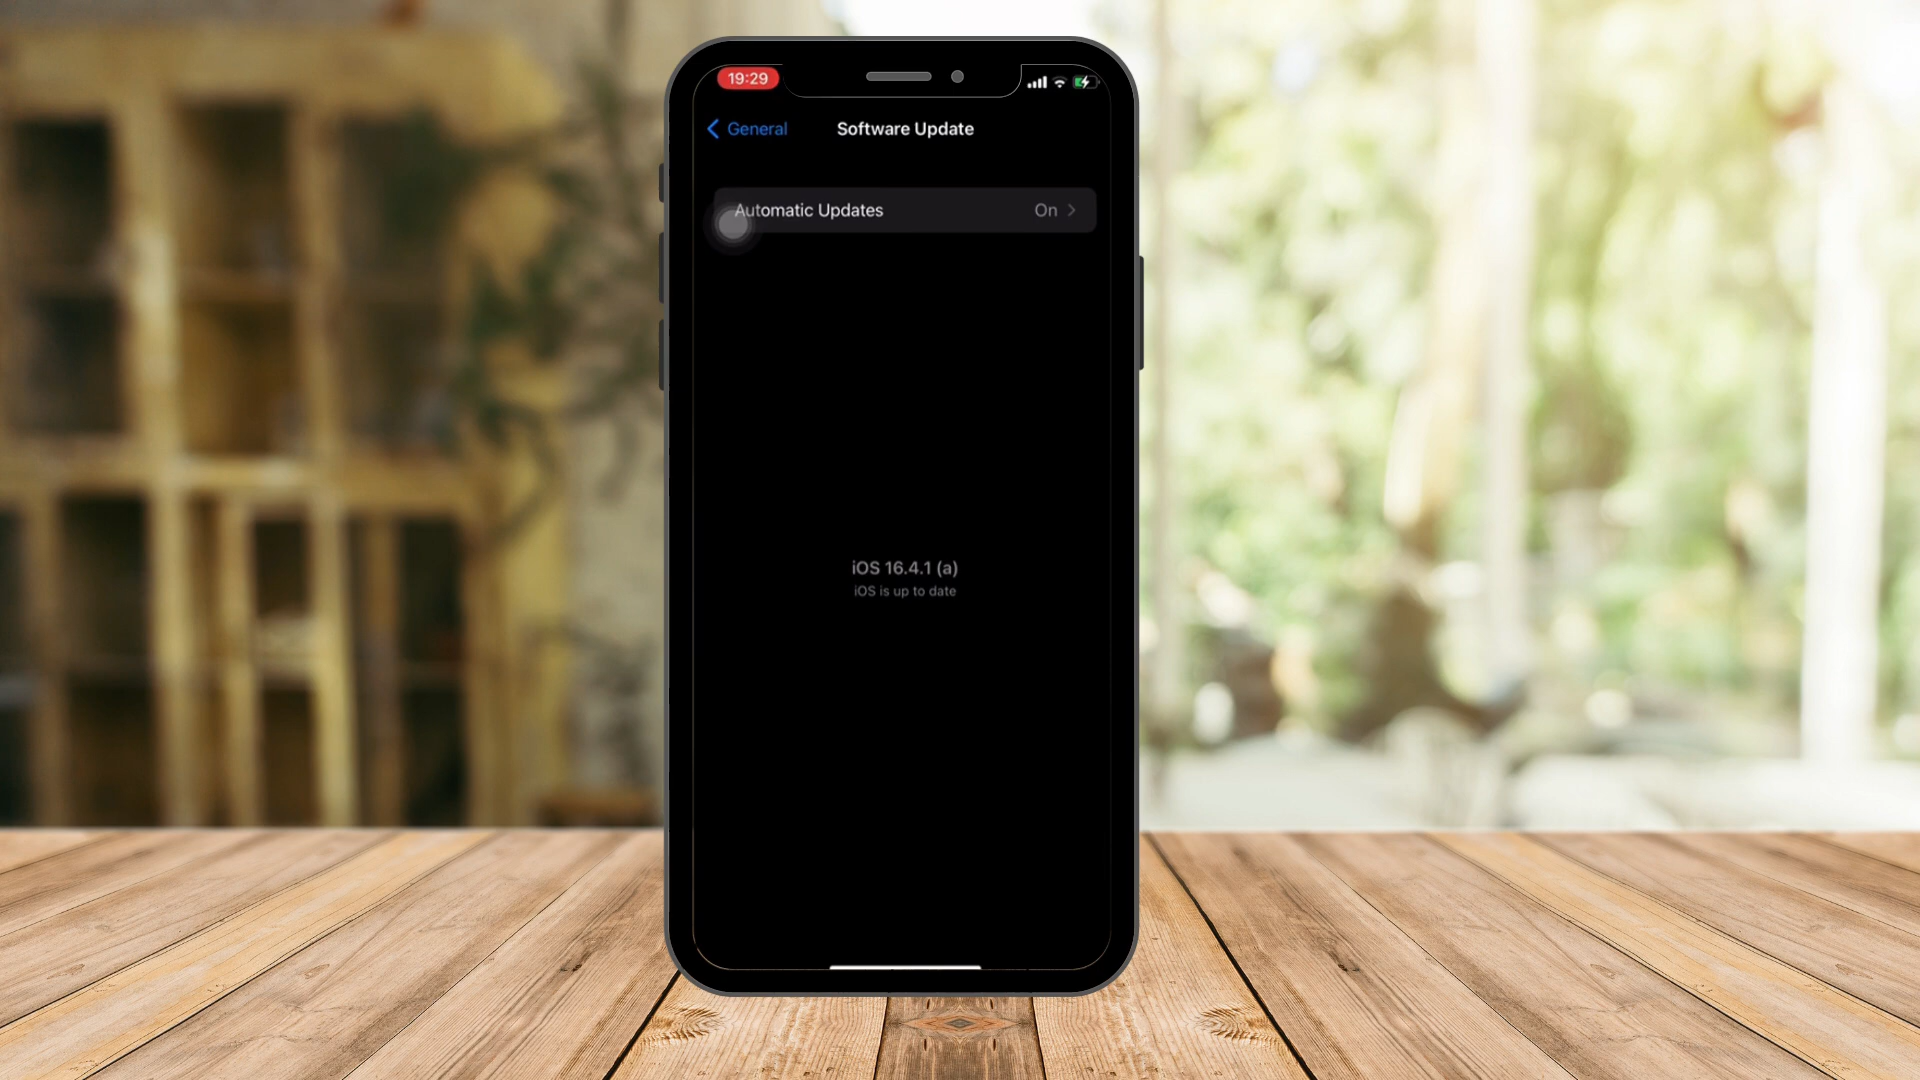 19:29
General
Software Update
Automatic Updates
On
iOS 16.4.1 (a)
iOS is up to date